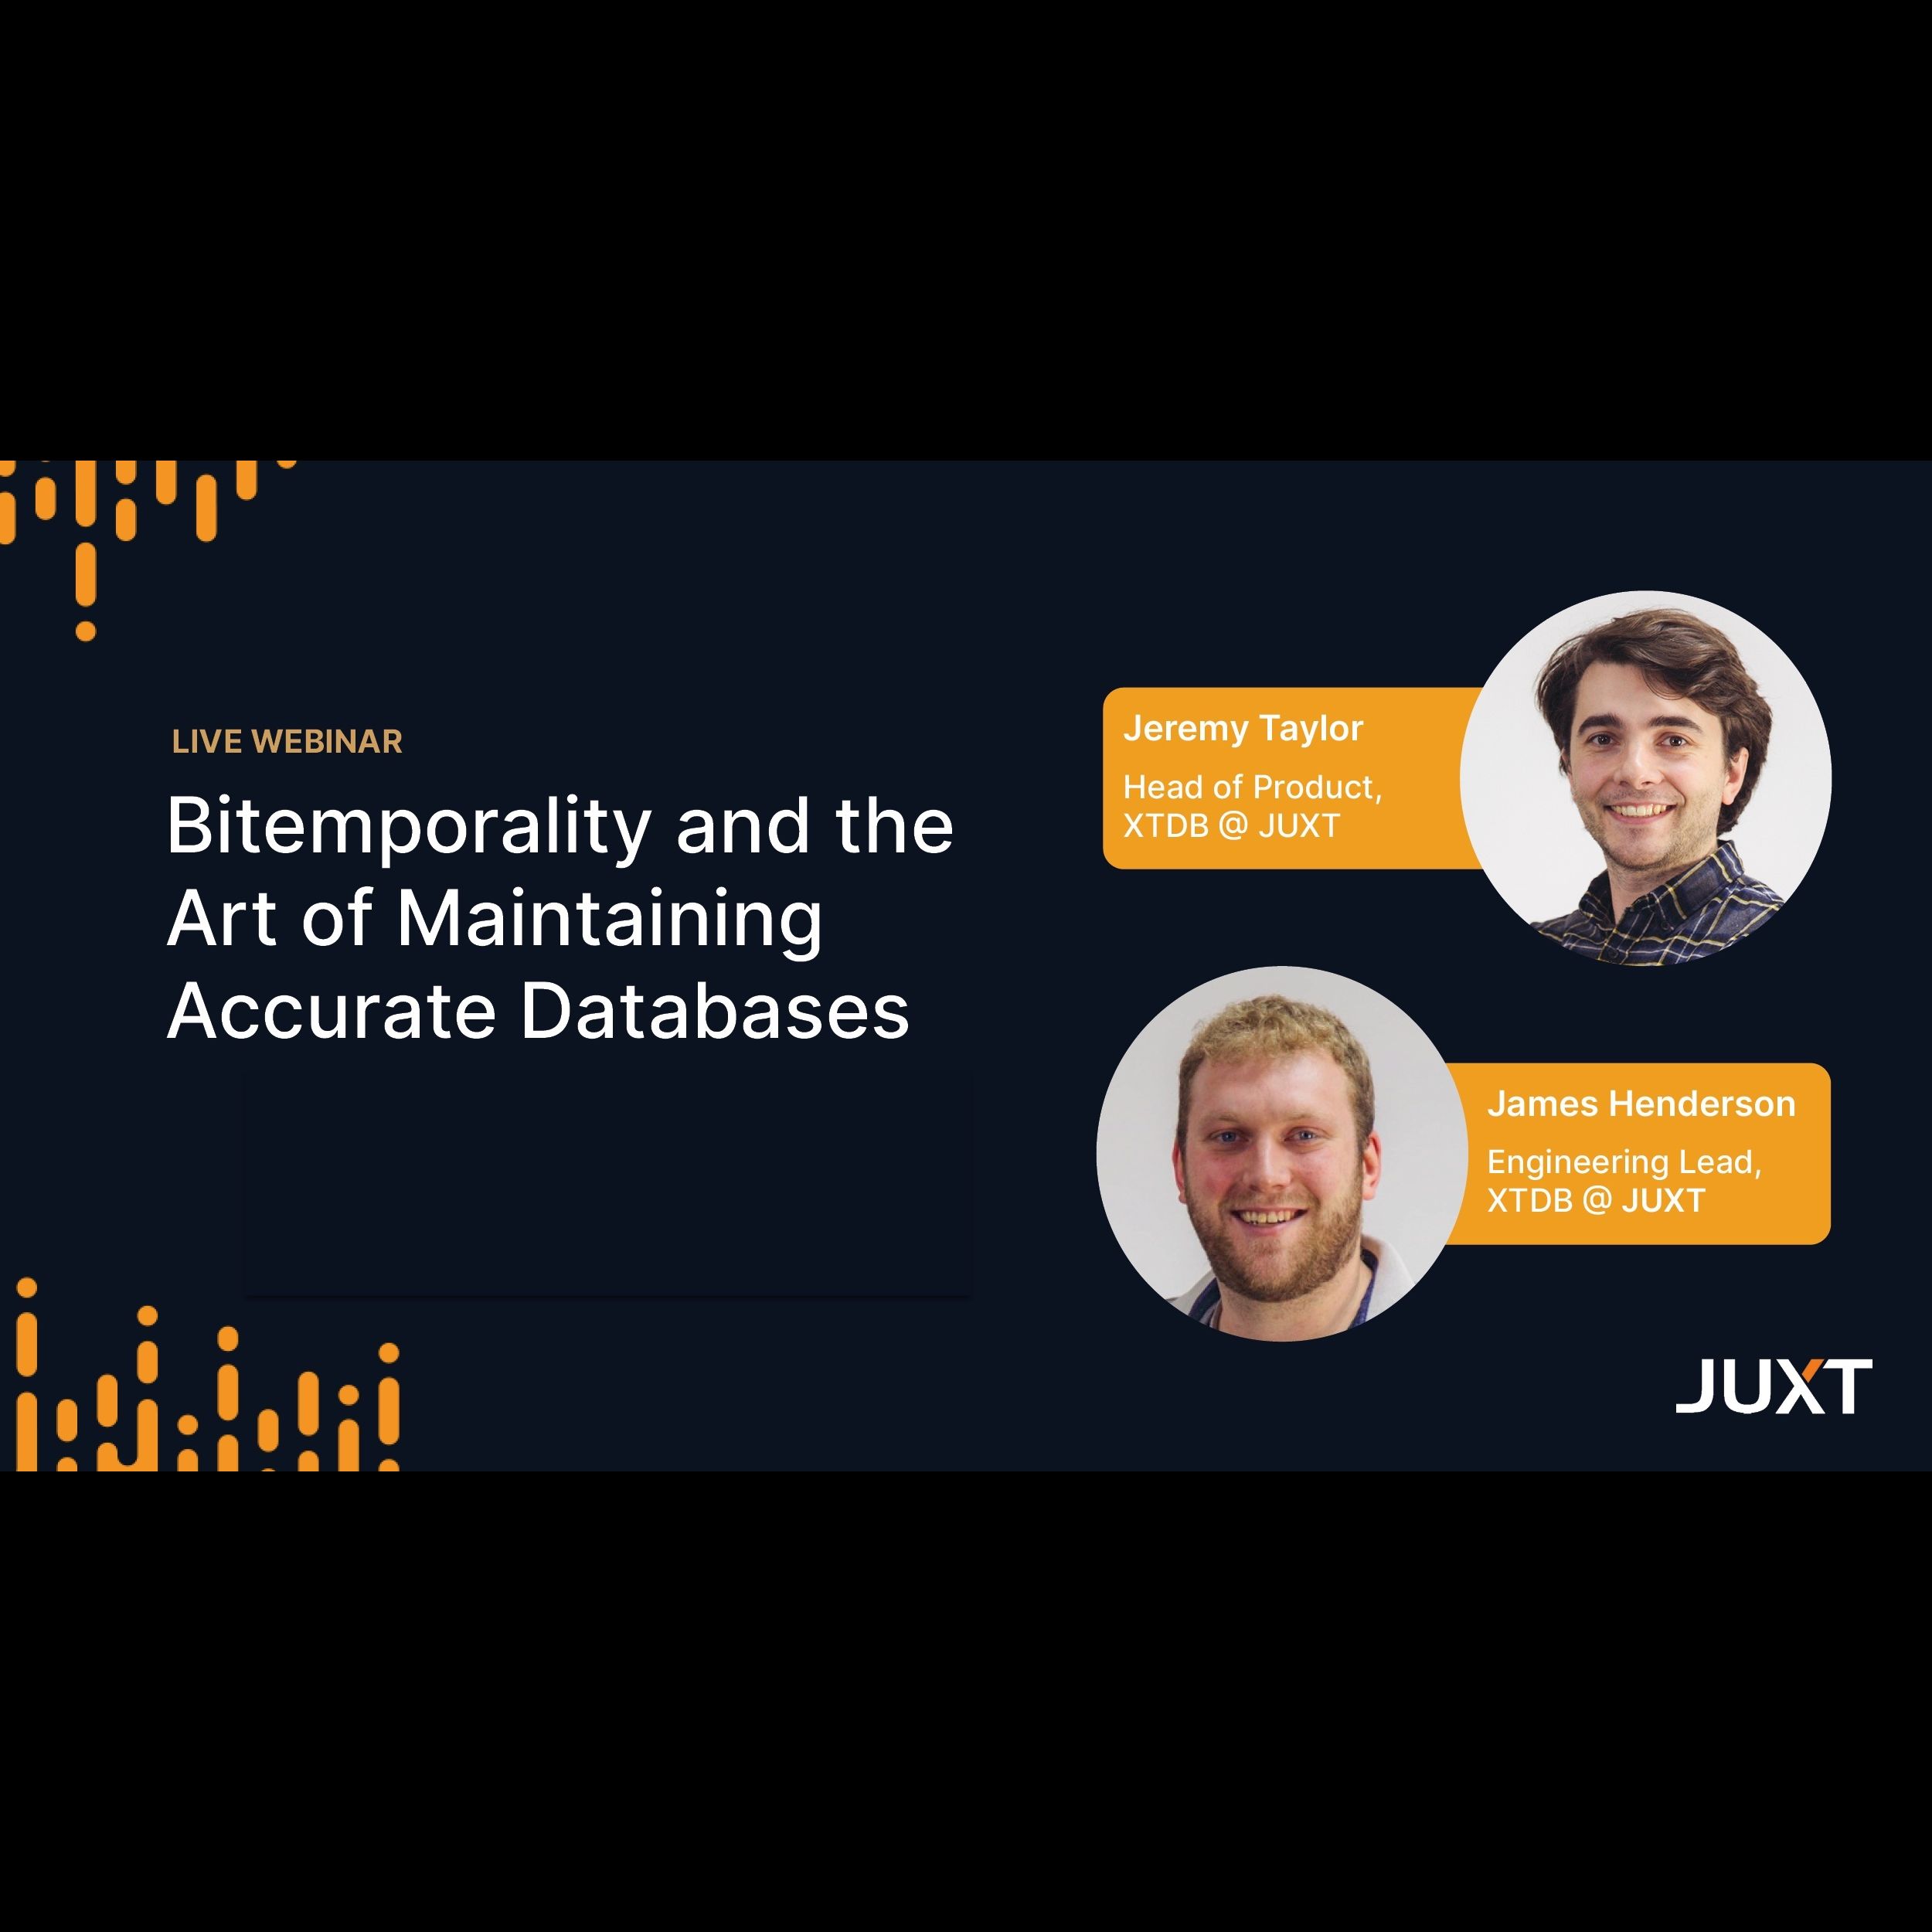 LIVE WEBINAR
Bitemporality and the
Art of Maintaining
Accurate Databases
Jeremy Taylor
Head of Product,
XTDB @ JUXT
James Henderson
Engineering Lead,
XTDB @ JUXT
JUXT